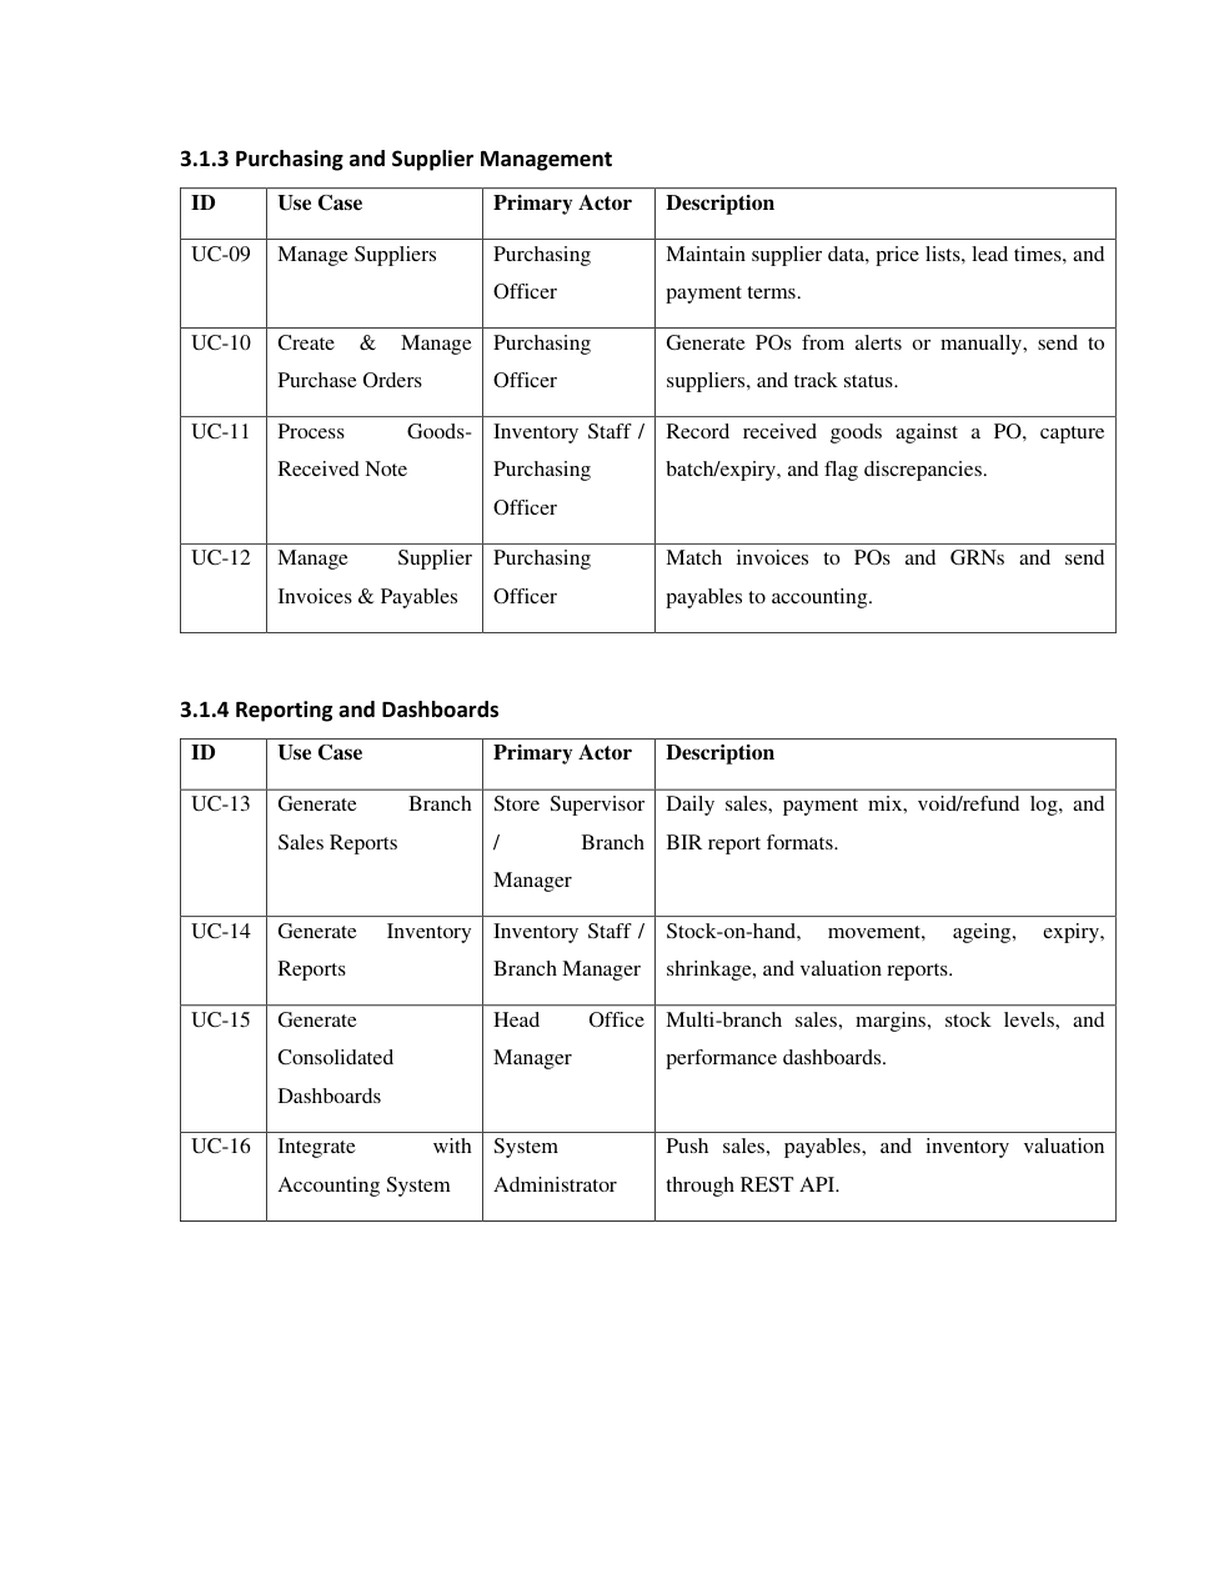 3.1.3 Purchasing and Supplier Management
ID Use Case Primary Actor Description
UC-09 Manage Suppliers Purchasing Maintain supplier data, price lists, lead times, and
Officer payment terms.
UC-10 Create & Manage Purchasing Generate POs from alerts or manually, send to
Purchase Orders Officer suppliers, and track status.
UC-11 Process Goods- Inventory Staff / Record received goods against a PO, capture
Received Note Purchasing batch/expiry, and flag discrepancies.
Officer
UC-12 Manage Supplier Purchasing Match invoices to POs and GRNs and send
Invoices & Payables Officer payables to accounting.
3.1.4 Reporting and Dashboards
ID Use Case Primary Actor Description
UC-13 Generate Branch Store Supervisor Daily sales, payment mix, void/refund log, and
Sales Reports / Branch BIR report formats.
Manager
UC-14 Generate Inventory Inventory Staff / Stock-on-hand, movement, ageing, expiry,
Reports Branch Manager shrinkage, and valuation reports.
UC-15 Generate Head Office Multi-branch sales, margins, stock levels, and
Consolidated Manager performance dashboards.
Dashboards
UC-16 Integrate with System Push sales, payables, and inventory valuation
Accounting System Administrator through REST API.